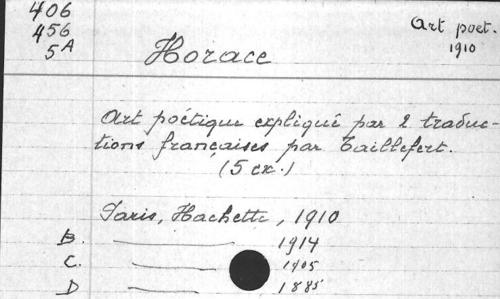 406
456
5A
Art poet.
1910
Horace
Art poétique expliqué par 2 traduc-
tions françaises par Taillefert.
(5 ex.)
Paris, Hachette, 1910
B. 1914
C. 1905
D 1885